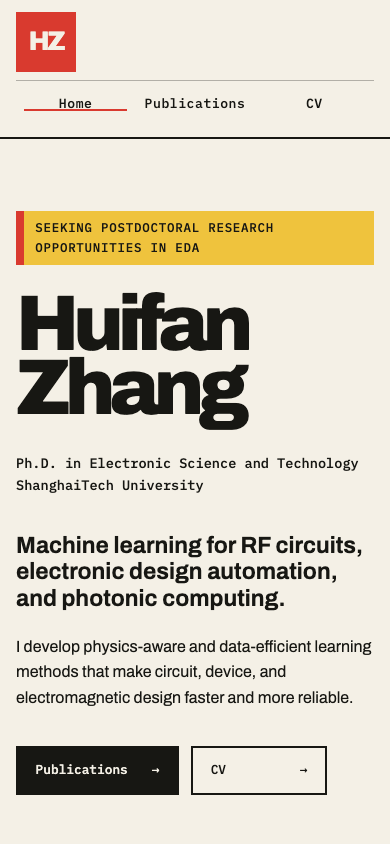 HZ
Home Publications CV
SEEKING POSTDOCTORAL RESEARCH
OPPORTUNITIES IN EDA
Huifan
Zhang
Ph.D. in Electronic Science and Technology
ShanghaiTech University
Machine learning for RF circuits,
electronic design automation,
and photonic computing.
I develop physics-aware and data-efficient learning
methods that make circuit, device, and
electromagnetic design faster and more reliable.
Publications → CV →